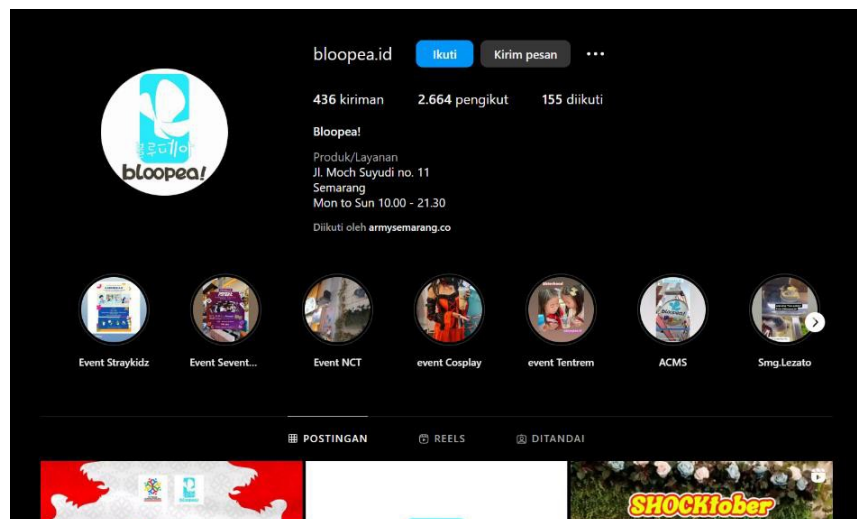 bloopea.id Ikuti Kirim pesan
436 kiriman 2.664 pengikut 155 diikuti
Bloopea!
Produk/Layanan
Jl. Moch Suyudi no. 11
Semarang
Mon to Sun 10.00 - 21.30
Diikuti oleh armysemarang.co
bloopea!
Event Straykidz Event Sevent... Event NCT event Cosplay event Tentrem ACMS Smg.Lezato
POSTINGAN REELS DITANDAI
SHOCKtober